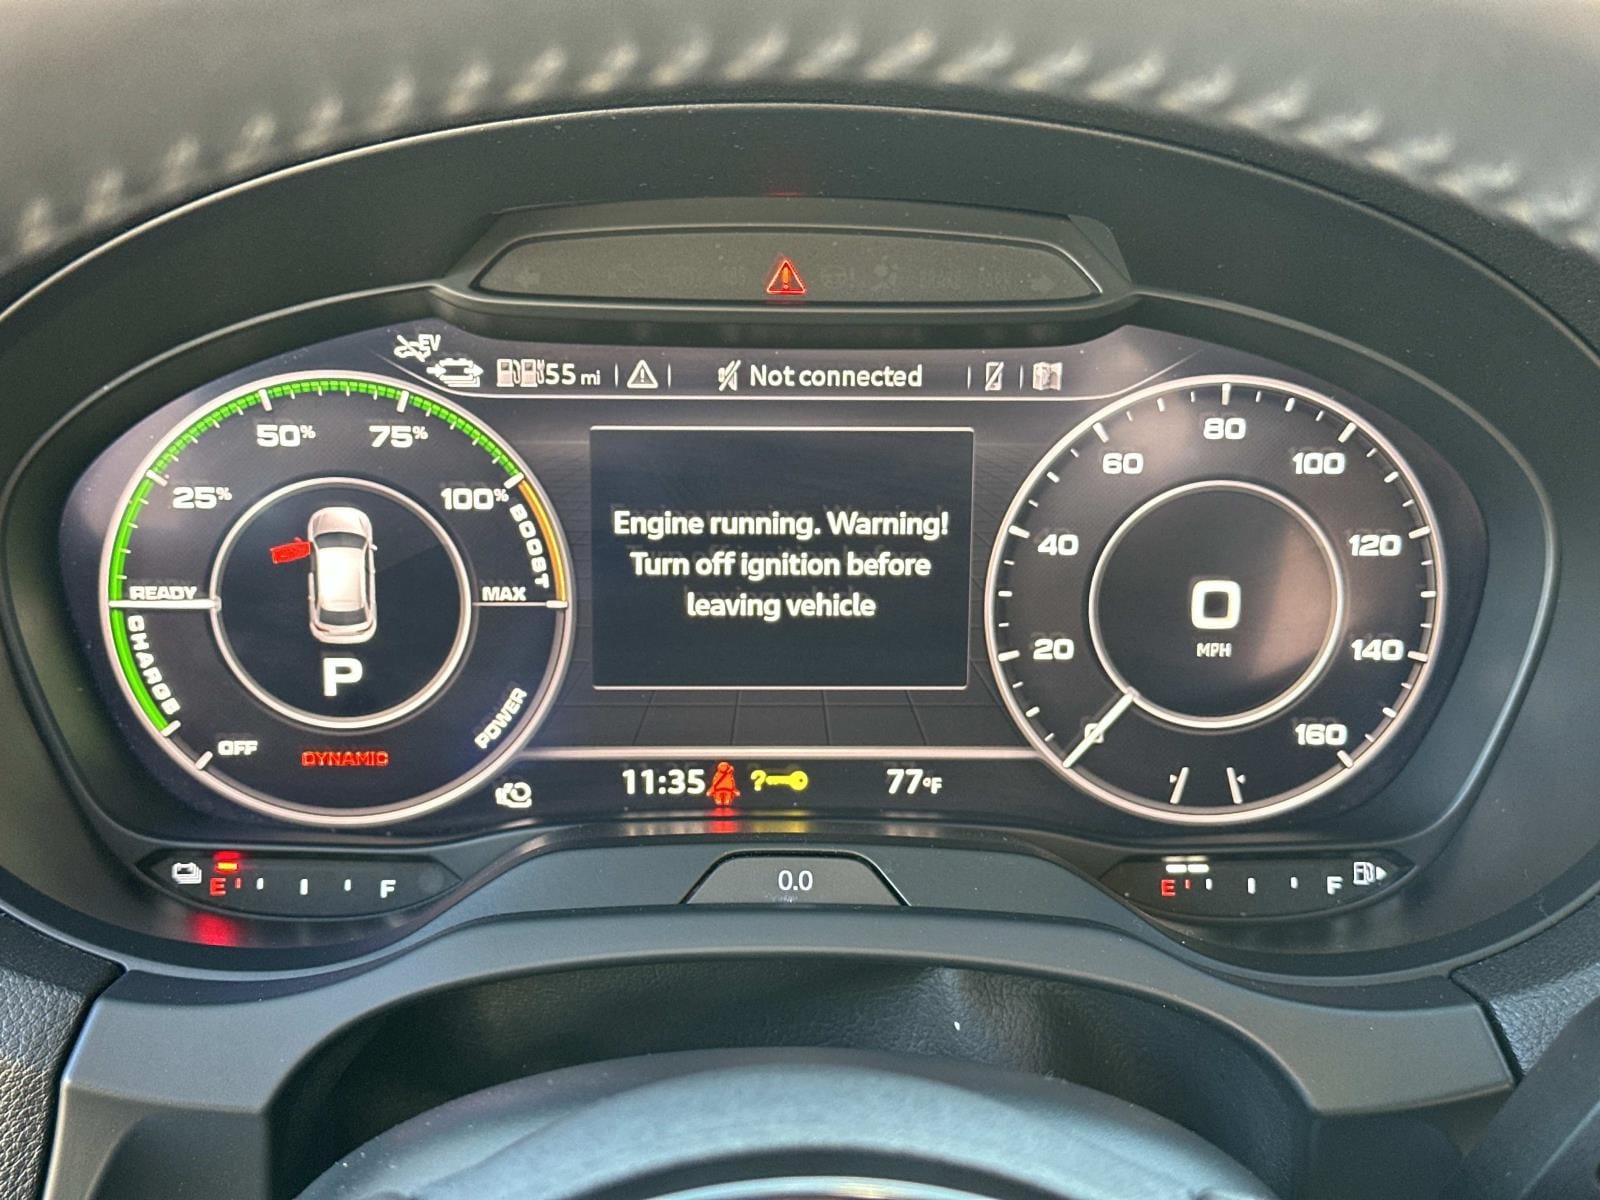 EV
55 mi
Not connected
50%
75%
25%
100%
BOOST
READY
MAX
CHARGE
P
OFF
POWER
DYNAMIC
Engine running. Warning!
Turn off ignition before
leaving vehicle
80
60
100
40
120
20
140
0
160
0
MPH
11:35
?
77°F
E
F
0.0
E
F